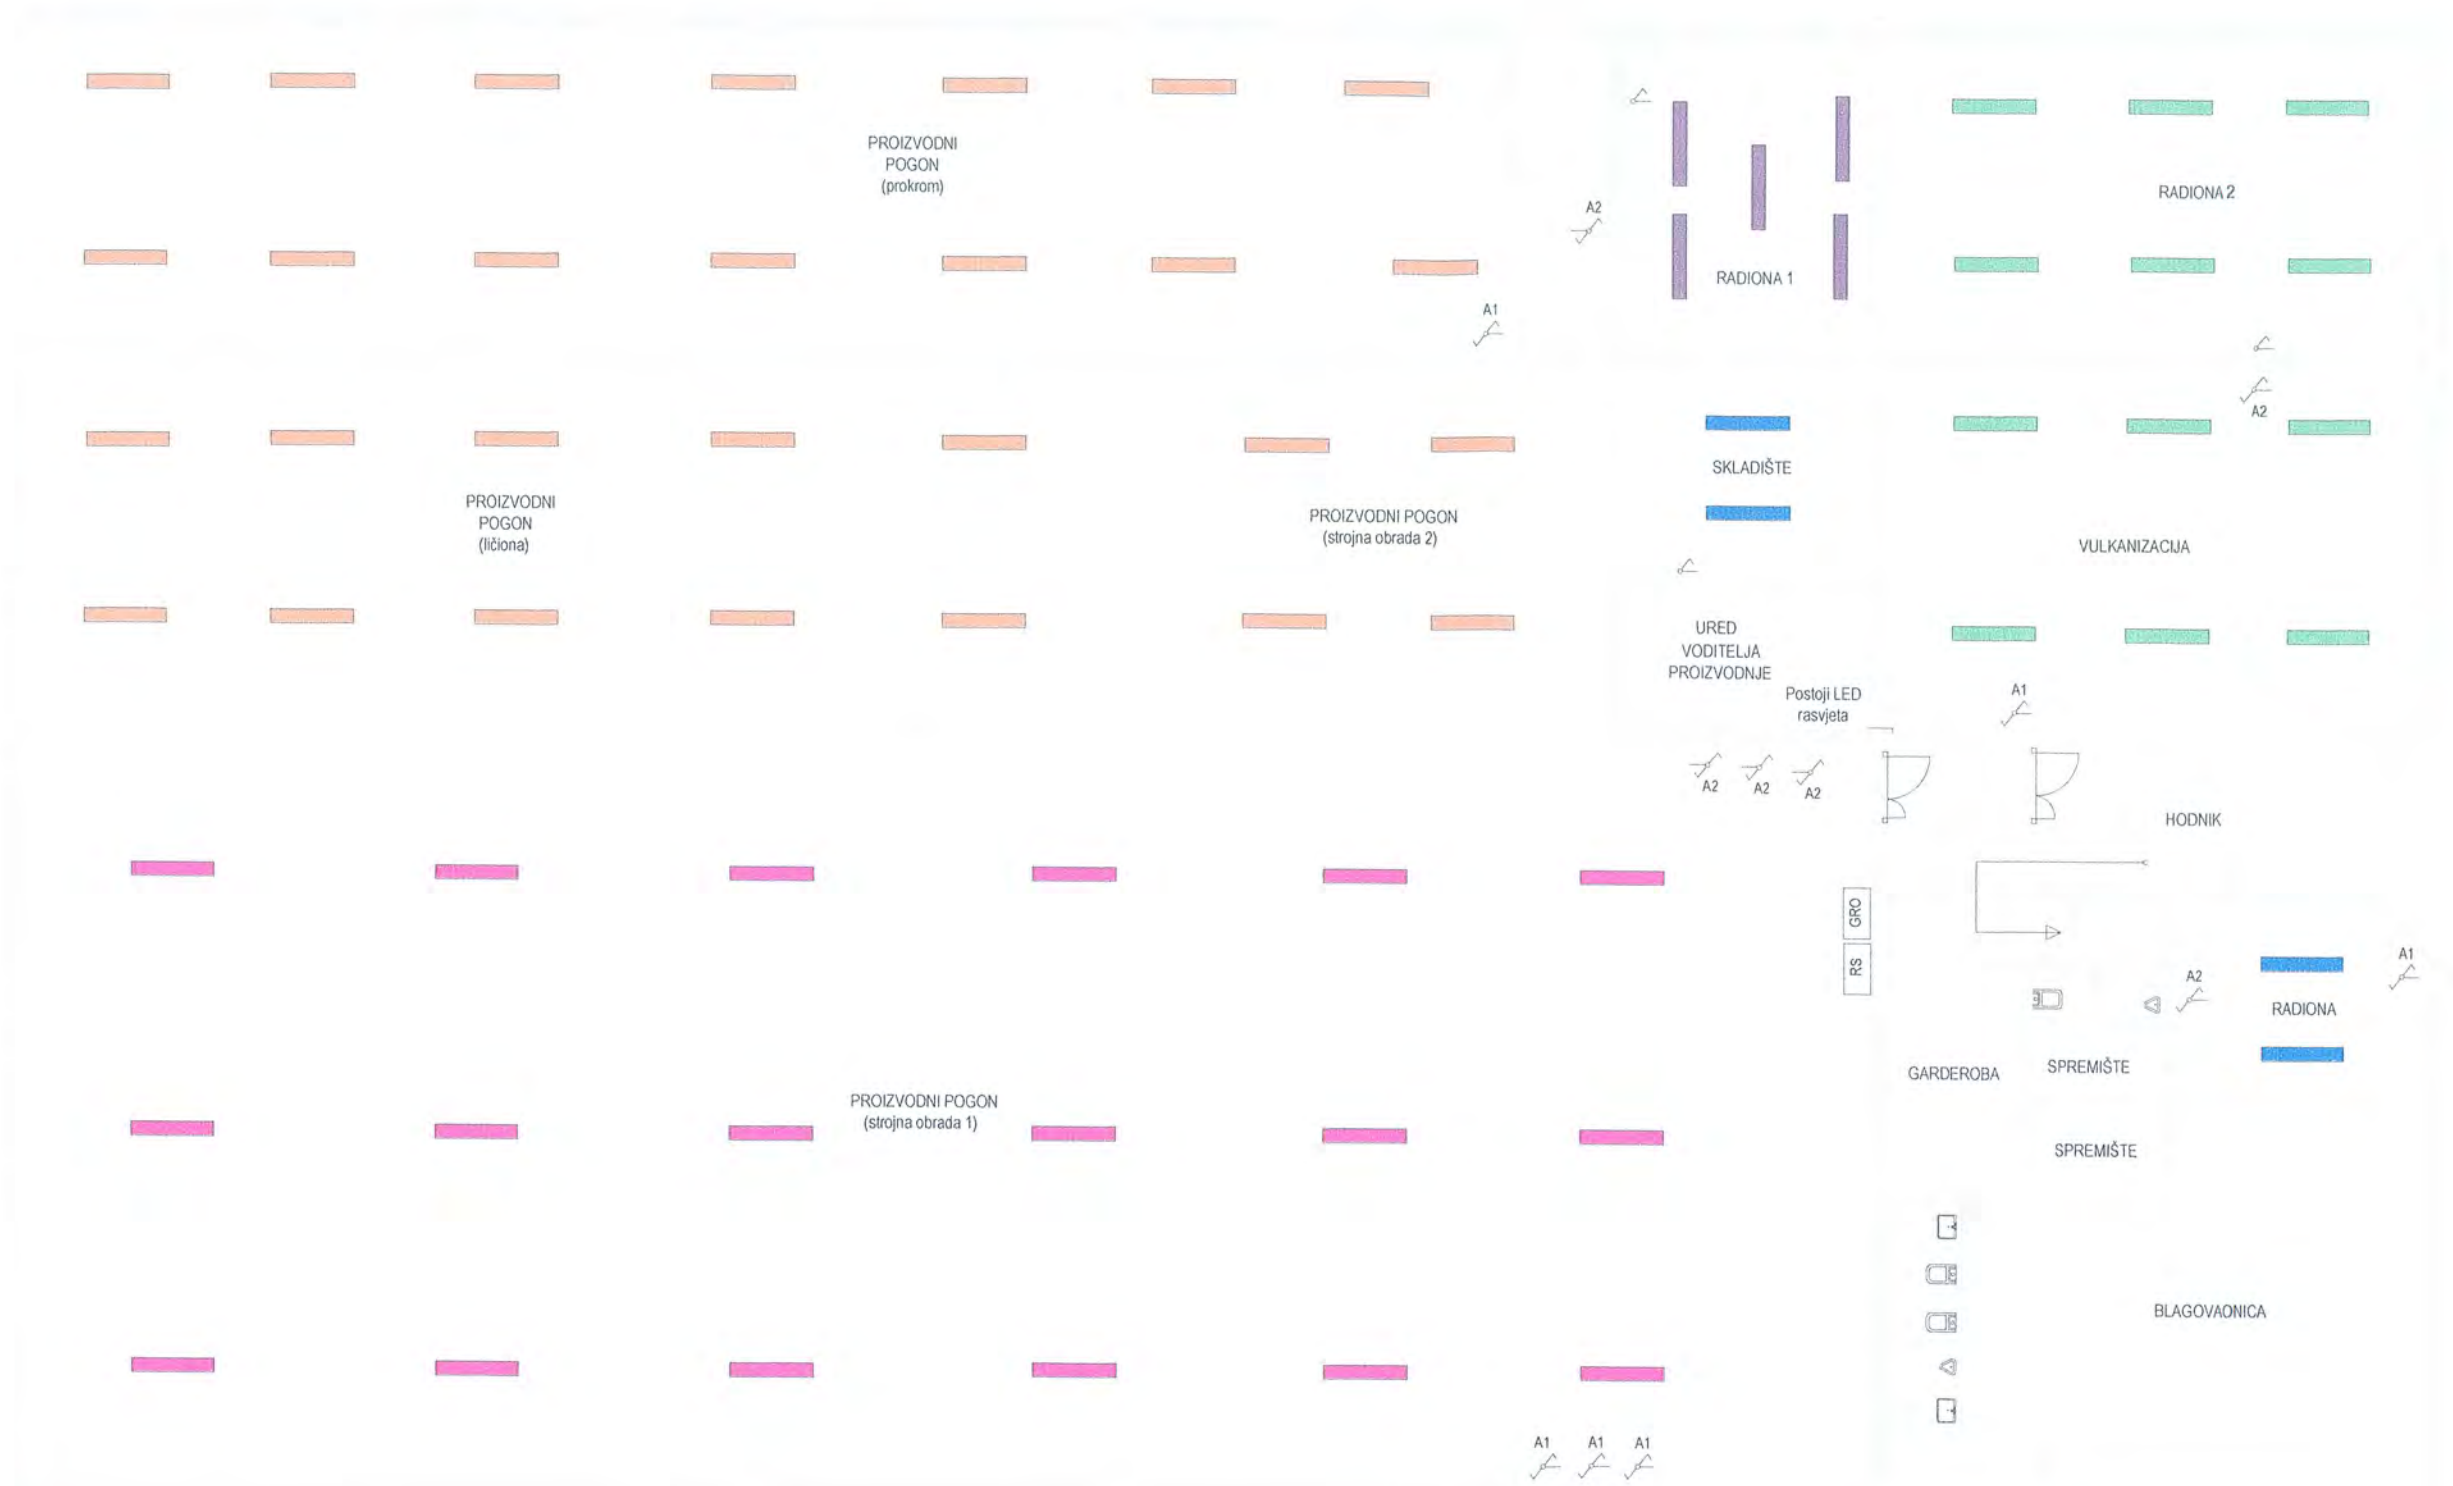 PROIZVODNI
POGON
(prokrom)
A2
RADIONA 1
RADIONA 2
A1
A2
SKLADIŠTE
PROIZVODNI
POGON
(ličiona)
PROIZVODNI POGON
(strojna obrada 2)
VULKANIZACIJA
URED
VODITELJA
PROIZVODNJE
Postoji LED
rasvjeta
A1
A2
A2
A2
HODNIK
GRO
RS
A2
A1
RADIONA
GARDEROBA
SPREMIŠTE
PROIZVODNI POGON
(strojna obrada 1)
SPREMIŠTE
BLAGOVAONICA
A1
A1
A1